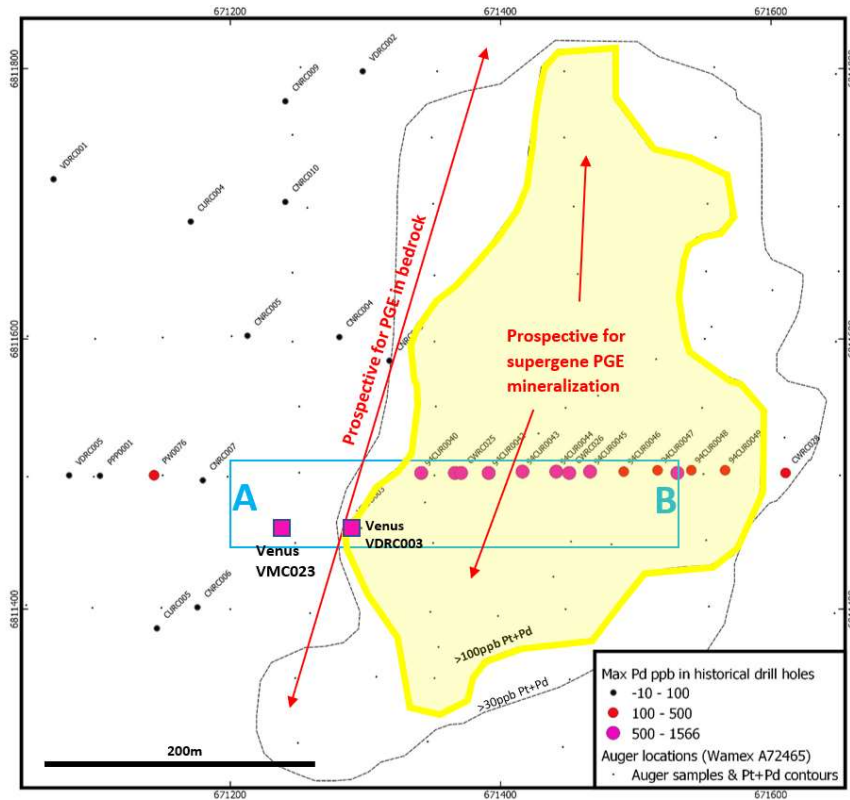 671200
671400
671600
6811800
VDRC002
CNRC009
VDRC001
CNRC010
CURC004
Prospective for PGE in bedrock
CNRC005
CNRC004
6811600
Prospective for
supergene PGE
mineralization
94CUR0040
CWRC025
94CUR0042
94CUR0043
94CUR0044
CWRC026
94CUR0045
94CUR0046
94CUR0047
94CUR0048
94CUR0049
CWRC028
VDRC005
PPP0001
PW0076
CNRC007
A
B
Venus
VDRC003
Venus
VMC023
CNRC006
CURC005
6811400
>100ppb Pt+Pd
>30ppb Pt+Pd
Max Pd ppb in historical drill holes
-10 - 100
100 - 500
500 - 1566
Auger locations (Wamex A72465)
Auger samples & Pt+Pd contours
200m
671200
671400
671600